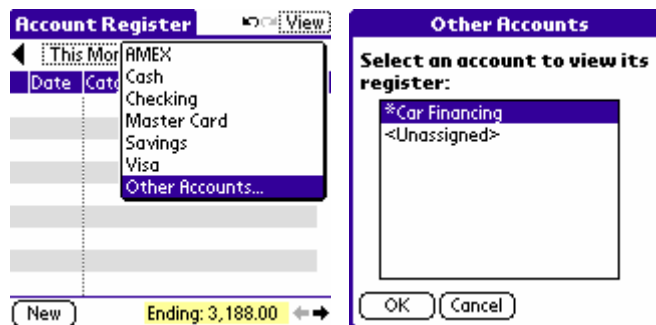 Account Register View
This Mor
Date Cate
AMEX
Cash
Checking
Master Card
Savings
Visa
Other Accounts...
New Ending: 3,188.00
Other Accounts
Select an account to view its
register:
*Car Financing
<Unassigned>
OK Cancel